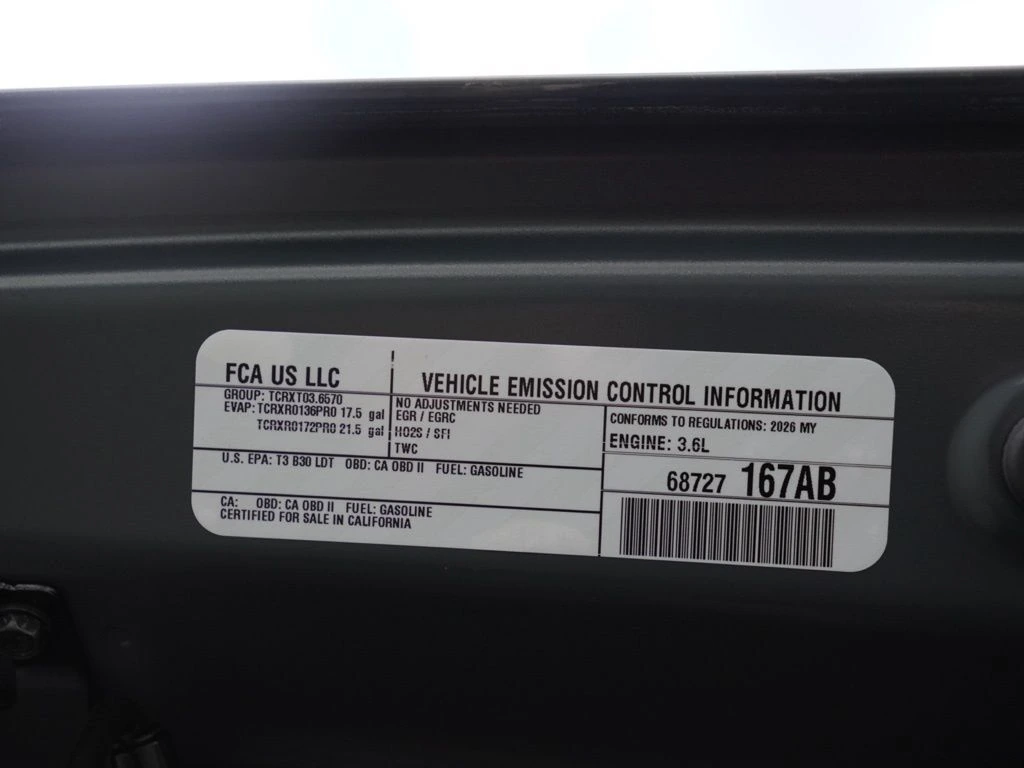 FCA US LLC
VEHICLE EMISSION CONTROL INFORMATION
GROUP: TCRXT03.6570
EVAP: TCRXR0136PR0 17.5 gal
TCRXR0172PR0 21.5 gal
NO ADJUSTMENTS NEEDED
EGR / EGRC
HO2S / SFI
TWC
CONFORMS TO REGULATIONS: 2026 MY
ENGINE: 3.6L
U.S. EPA: T3 B30 LDT OBD: CA OBD II FUEL: GASOLINE
68727 167AB
CA: OBD: CA OBD II FUEL: GASOLINE
CERTIFIED FOR SALE IN CALIFORNIA